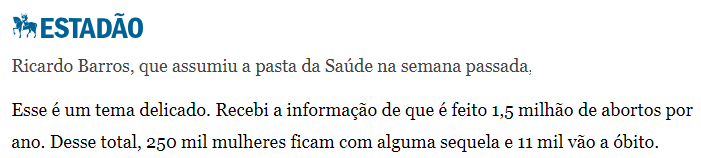 ESTADÃO
Ricardo Barros, que assumiu a pasta da Saúde na semana passada,
Esse é um tema delicado. Recebi a informação de que é feito 1,5 milhão de abortos por
ano. Desse total, 250 mil mulheres ficam com alguma sequela e 11 mil vão a óbito.